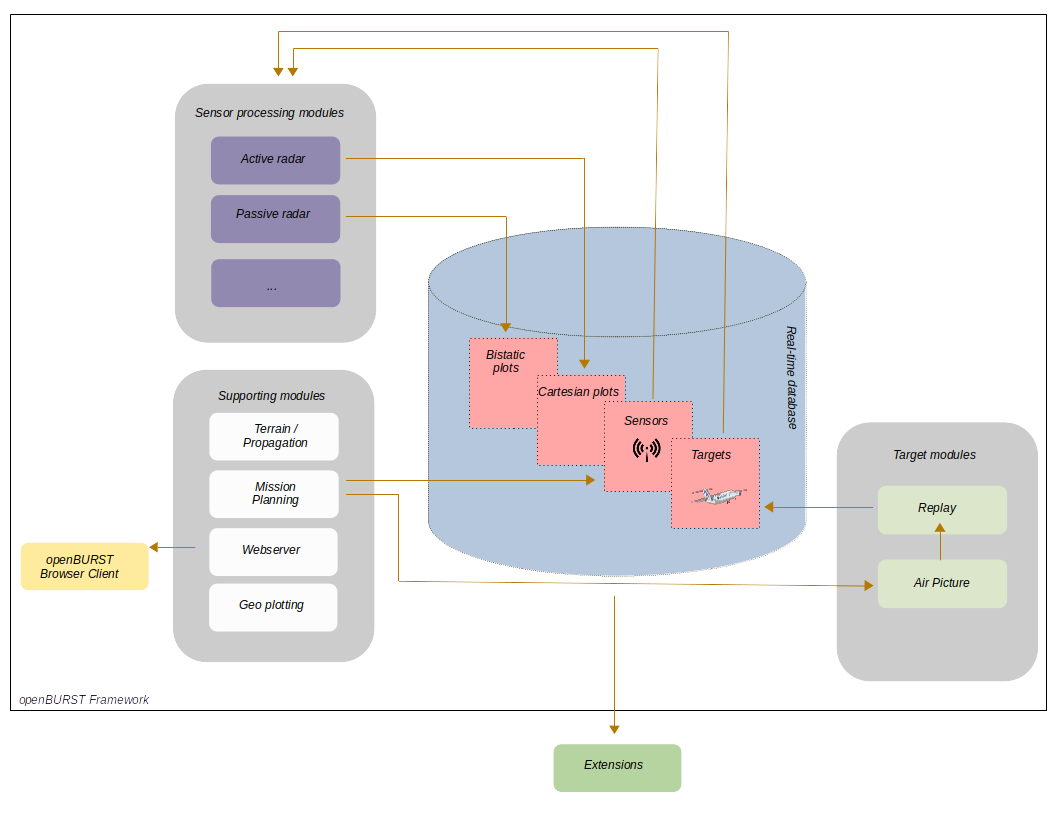 Sensor processing modules
Active radar
Passive radar
...
Supporting modules
Terrain /
Propagation
Mission
Planning
Webserver
Geo plotting
openBURST
Browser Client
Bistatic
plots
Cartesian plots
Sensors
Targets
Real-time database
Target modules
Replay
Air Picture
openBURST Framework
Extensions